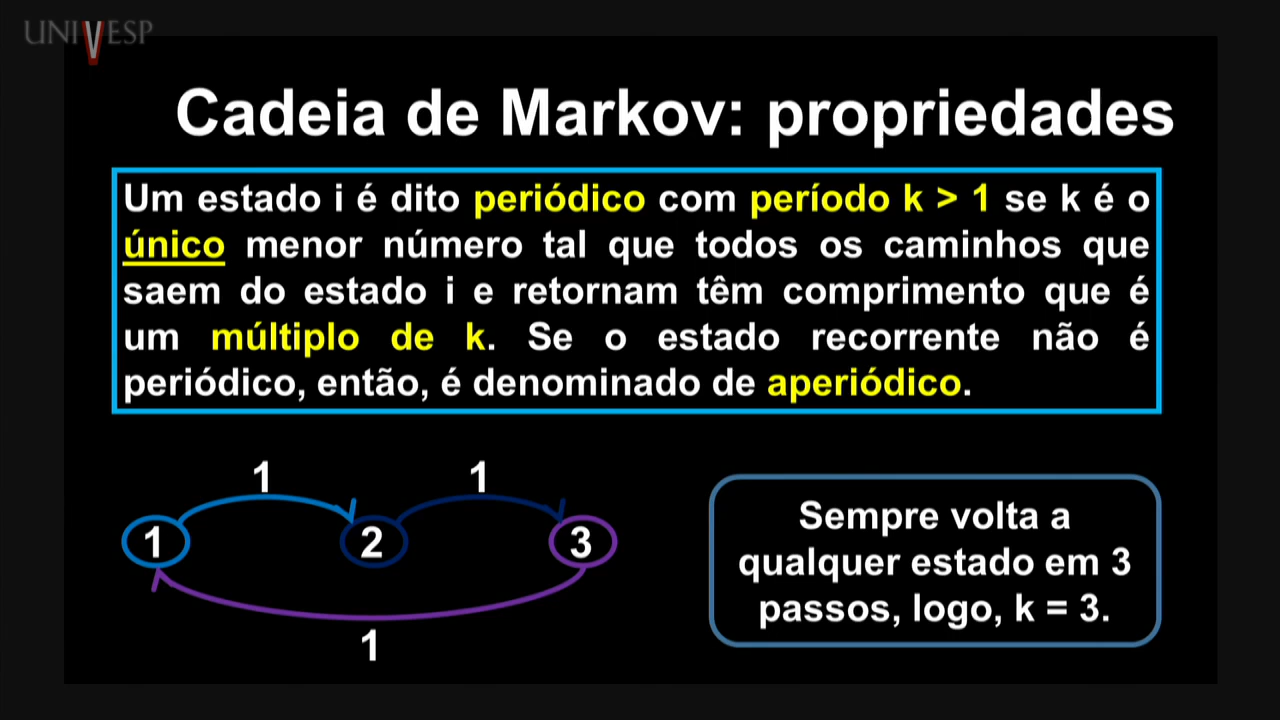 UNIVESP
Cadeia de Markov: propriedades
Um estado i é dito periódico com período k > 1 se k é o
único menor número tal que todos os caminhos que
saem do estado i e retornam têm comprimento que é
um múltiplo de k. Se o estado recorrente não é
periódico, então, é denominado de aperiódico.
1 1
1 2 3
1
Sempre volta a
qualquer estado em 3
passos, logo, k = 3.